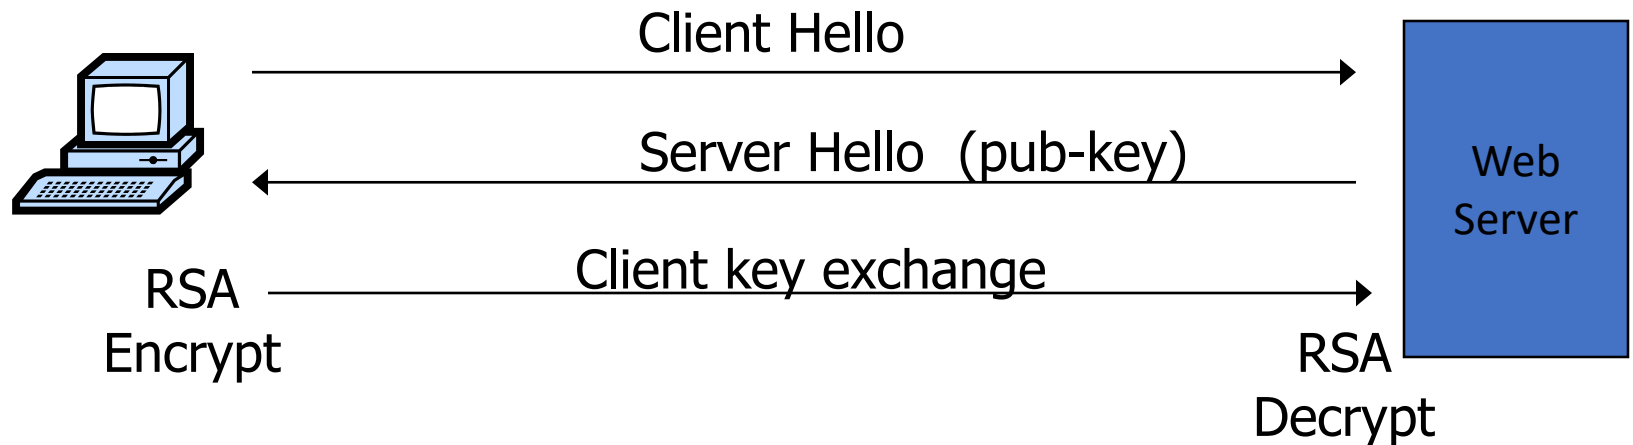 Client Hello
Server Hello (pub-key)
Web
Server
Client key exchange
RSA
Encrypt
RSA
Decrypt